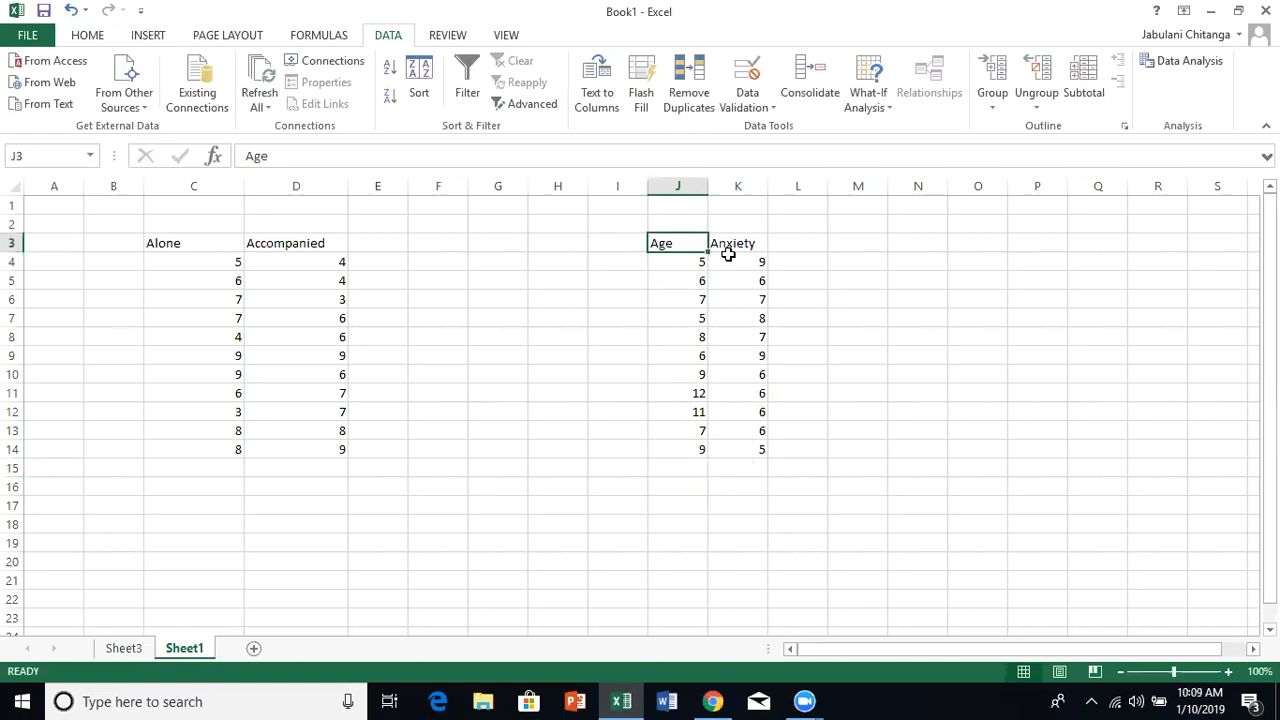 Book1 - Excel
FILE HOME INSERT PAGE LAYOUT FORMULAS DATA REVIEW VIEW Jabulani Chitanga
From Access
From Web
From Text
From Other Sources
Existing Connections
Get External Data
Refresh All
Connections
Properties
Edit Links
Connections
Sort
Filter
Clear
Reapply
Advanced
Sort & Filter
Text to Columns
Flash Fill
Remove Duplicates
Data Validation
Consolidate
What-If Analysis
Relationships
Data Tools
Group
Ungroup
Subtotal
Outline
Data Analysis
Analysis
J3 fx Age
A B C D E F G H I J K L M N O P Q R S
1
2
3 Alone Accompanied Age Anxiety
4 5 4 5 9
5 6 4 6 6
6 7 3 7 7
7 7 6 5 8
8 4 6 8 7
9 9 9 6 9
10 9 6 9 6
11 6 7 12 6
12 3 7 11 6
13 8 8 7 6
14 8 9 9 5
15
16
17
18
19
20
21
22
23
24
Sheet3 Sheet1
READY 100%
Type here to search
10:09 AM
1/10/2019
3